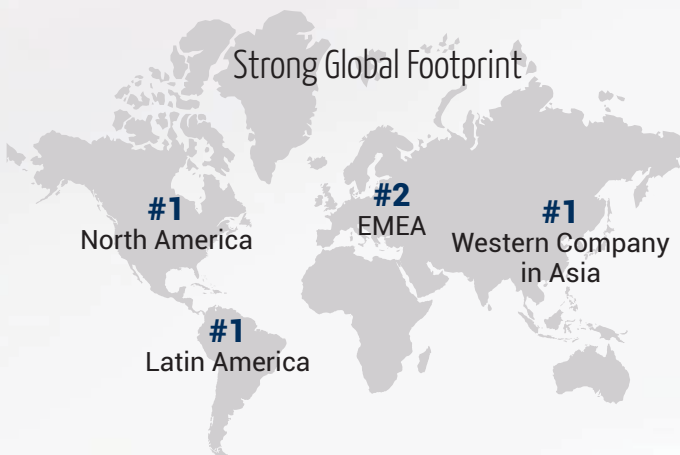 Strong Global Footprint
#1
North America
#2
EMEA
#1
Western Company
in Asia
#1
Latin America